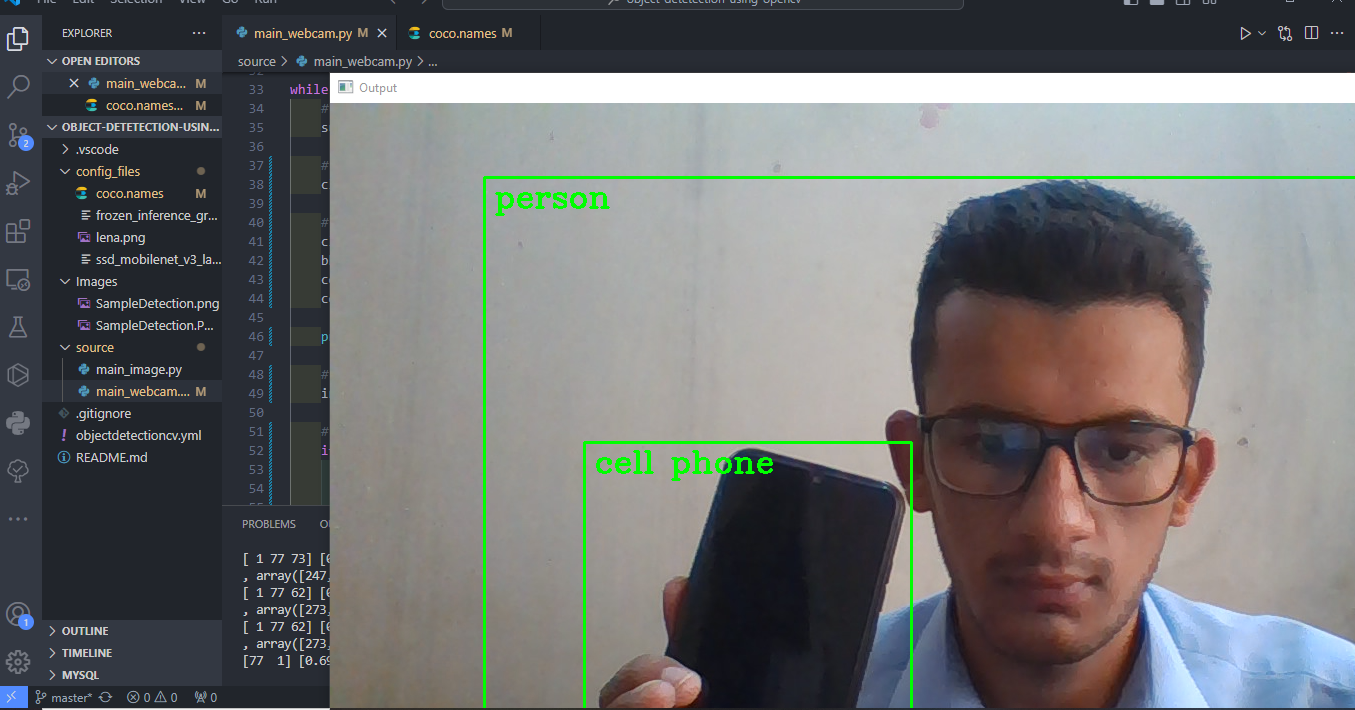 File Edit Selection View Go Run
object detetection using opencv
EXPLORER
OPEN EDITORS
main_webca... M
coco.names... M
OBJECT-DETETECTION-USIN...
.vscode
config_files
coco.names M
frozen_inference_gr...
lena.png
ssd_mobilenet_v3_la...
Images
SampleDetection.png
SampleDetection.P...
source
main_image.py
main_webcam.... M
.gitignore
objectdetectioncv.yml
README.md
OUTLINE
TIMELINE
MYSQL
2
1
main_webcam.py M
coco.names M
source > main_webcam.py > ...
33 while
34 #
35 s
36
37 #
38 c
39
40 #
41 c
42 b
43 c
44 c
45
46 p
47
48 #
49 i
50
51 #
52 i
53
54
PROBLEMS
[ 1 77 73] [0
, array([247,
[ 1 77 62] [0
, array([273,
[ 1 77 62] [0
, array([273,
[77 1] [0.69
Output
person
cell phone
master* 0 0 0